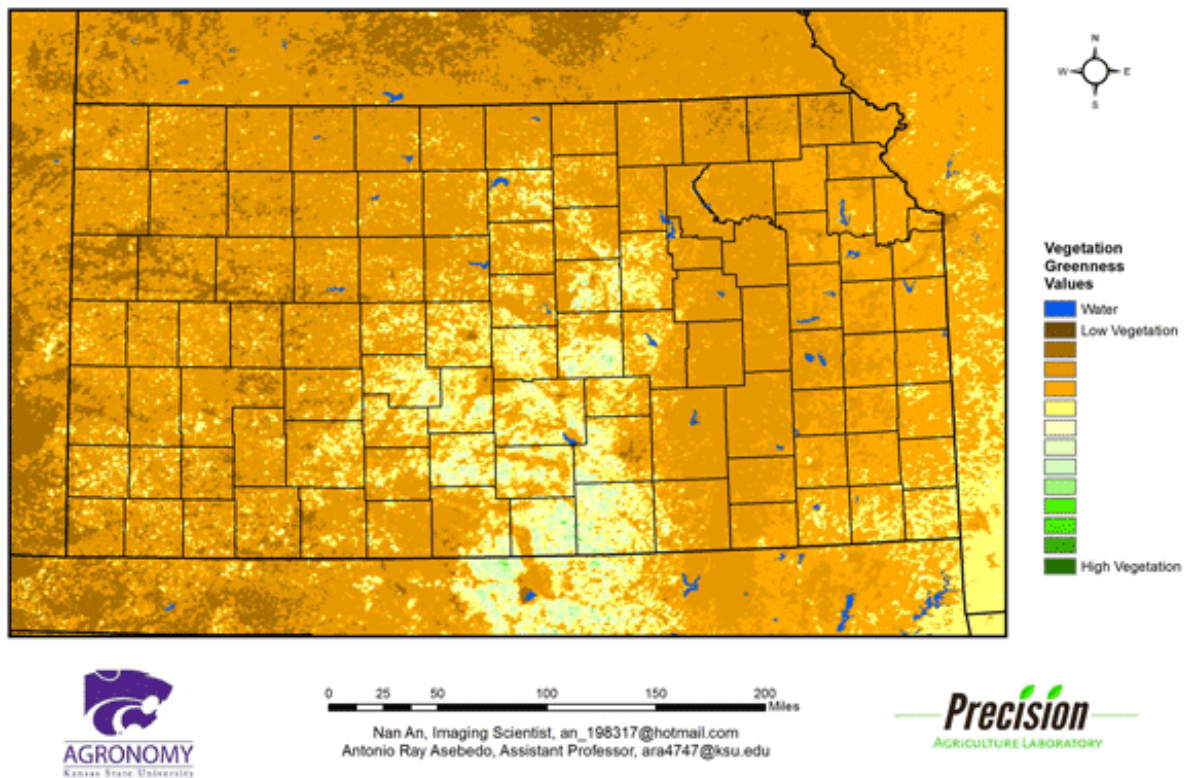 N
W
E
S
Vegetation
Greenness
Values
Water
Low Vegetation
High Vegetation
0 25 50 100 150 200
Miles
Nan An, Imaging Scientist, an_198317@hotmail.com
Antonio Ray Asebedo, Assistant Professor, ara4747@ksu.edu
AGRONOMY
Kansas State University
Precision
AGRICULTURE LABORATORY